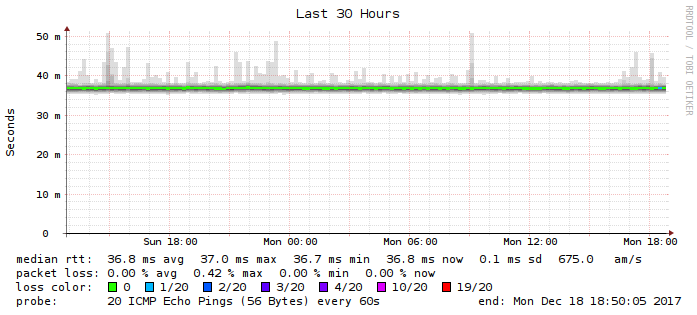 Last 30 Hours
RRDTOOL / TOBI OETIKER
Seconds
50 m
40 m
30 m
20 m
10 m
0
Sun 18:00 Mon 00:00 Mon 06:00 Mon 12:00 Mon 18:00
median rtt: 36.8 ms avg 37.0 ms max 36.7 ms min 36.8 ms now 0.1 ms sd 675.0 am/s
packet loss: 0.00 % avg 0.42 % max 0.00 % min 0.00 % now
loss color: 0 1/20 2/20 3/20 4/20 10/20 19/20
probe: 20 ICMP Echo Pings (56 Bytes) every 60s end: Mon Dec 18 18:50:05 2017